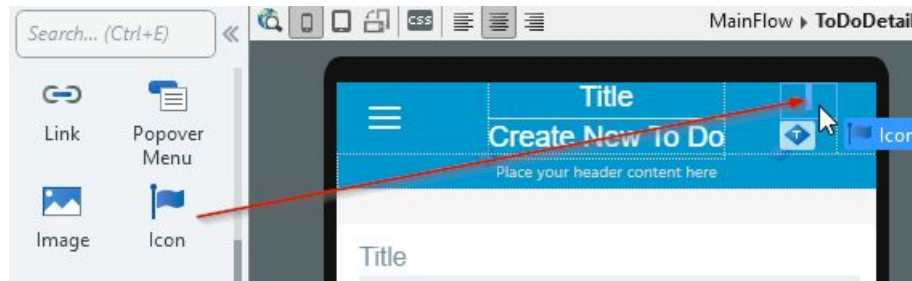 Search... (Ctrl+E)
css
MainFlow ▸ ToDoDetail
Link
Popover
Menu
Image
Icon
Title
Create New To Do
T
Icon
Place your header content here
Title